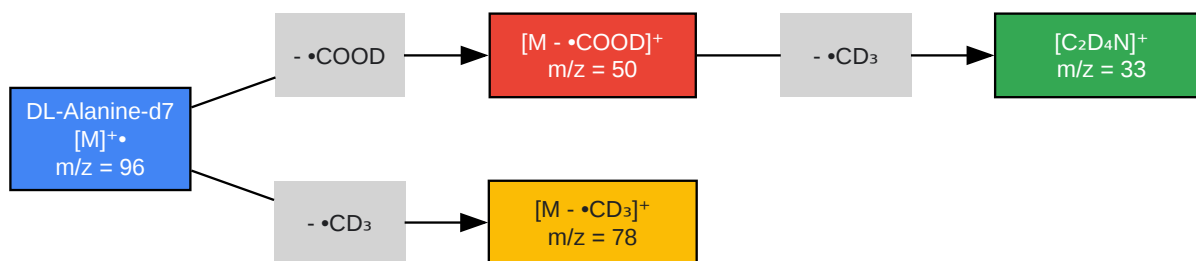 - •COOD
[M - •COOD]⁺
m/z = 50
- •CD₃
[C₂D₄N]⁺
m/z = 33
DL-Alanine-d7
[M]⁺•
m/z = 96
- •CD₃
[M - •CD₃]⁺
m/z = 78